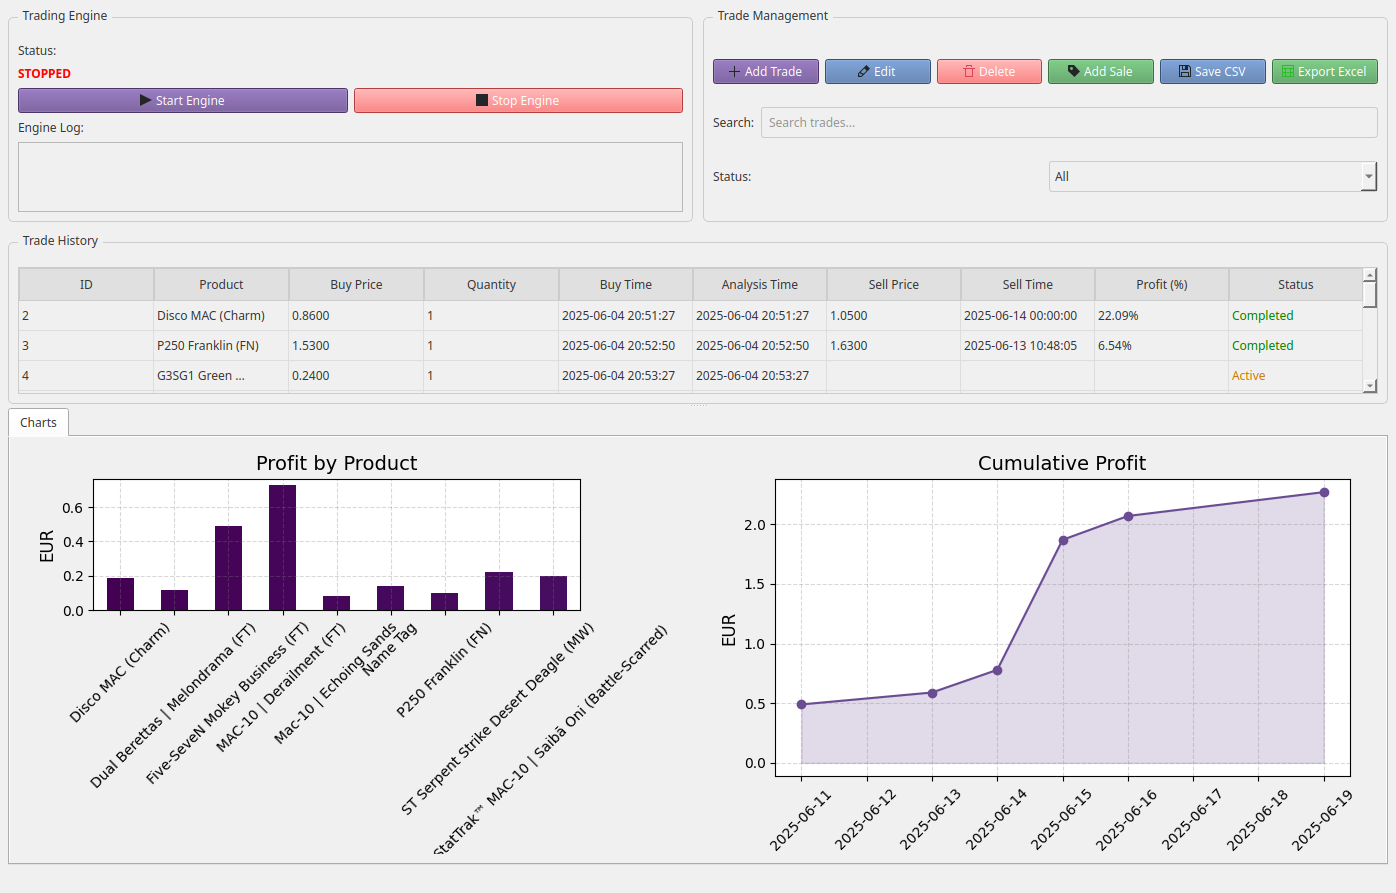 Trading Engine
Status:
STOPPED
Start Engine Stop Engine
Engine Log:
Trade Management
Add Trade Edit Delete Add Sale Save CSV Export Excel
Search: Search trades...
Status: All
Trade History
ID Product Buy Price Quantity Buy Time Analysis Time Sell Price Sell Time Profit (%) Status
2 Disco MAC (Charm) 0.8600 1 2025-06-04 20:51:27 2025-06-04 20:51:27 1.0500 2025-06-14 00:00:00 22.09% Completed
3 P250 Franklin (FN) 1.5300 1 2025-06-04 20:52:50 2025-06-04 20:52:50 1.6300 2025-06-13 10:48:05 6.54% Completed
4 G3SG1 Green ... 0.2400 1 2025-06-04 20:53:27 2025-06-04 20:53:27 Active
Charts
Profit by Product
EUR
0.6
0.4
0.2
0.0
Disco MAC (Charm)
Dual Berettas | Melondrama (FT)
Five-SeveN Mokey Business (FT)
MAC-10 | Derailment (FT)
Mac-10 | Echoing Sands
Name Tag
P250 Franklin (FN)
ST Serpent Strike Desert Deagle (MW)
StatTrak™ MAC-10 | Saibā Oni (Battle-Scarred)
Cumulative Profit
EUR
2.0
1.5
1.0
0.5
0.0
2025-06-11
2025-06-12
2025-06-13
2025-06-14
2025-06-15
2025-06-16
2025-06-17
2025-06-18
2025-06-19